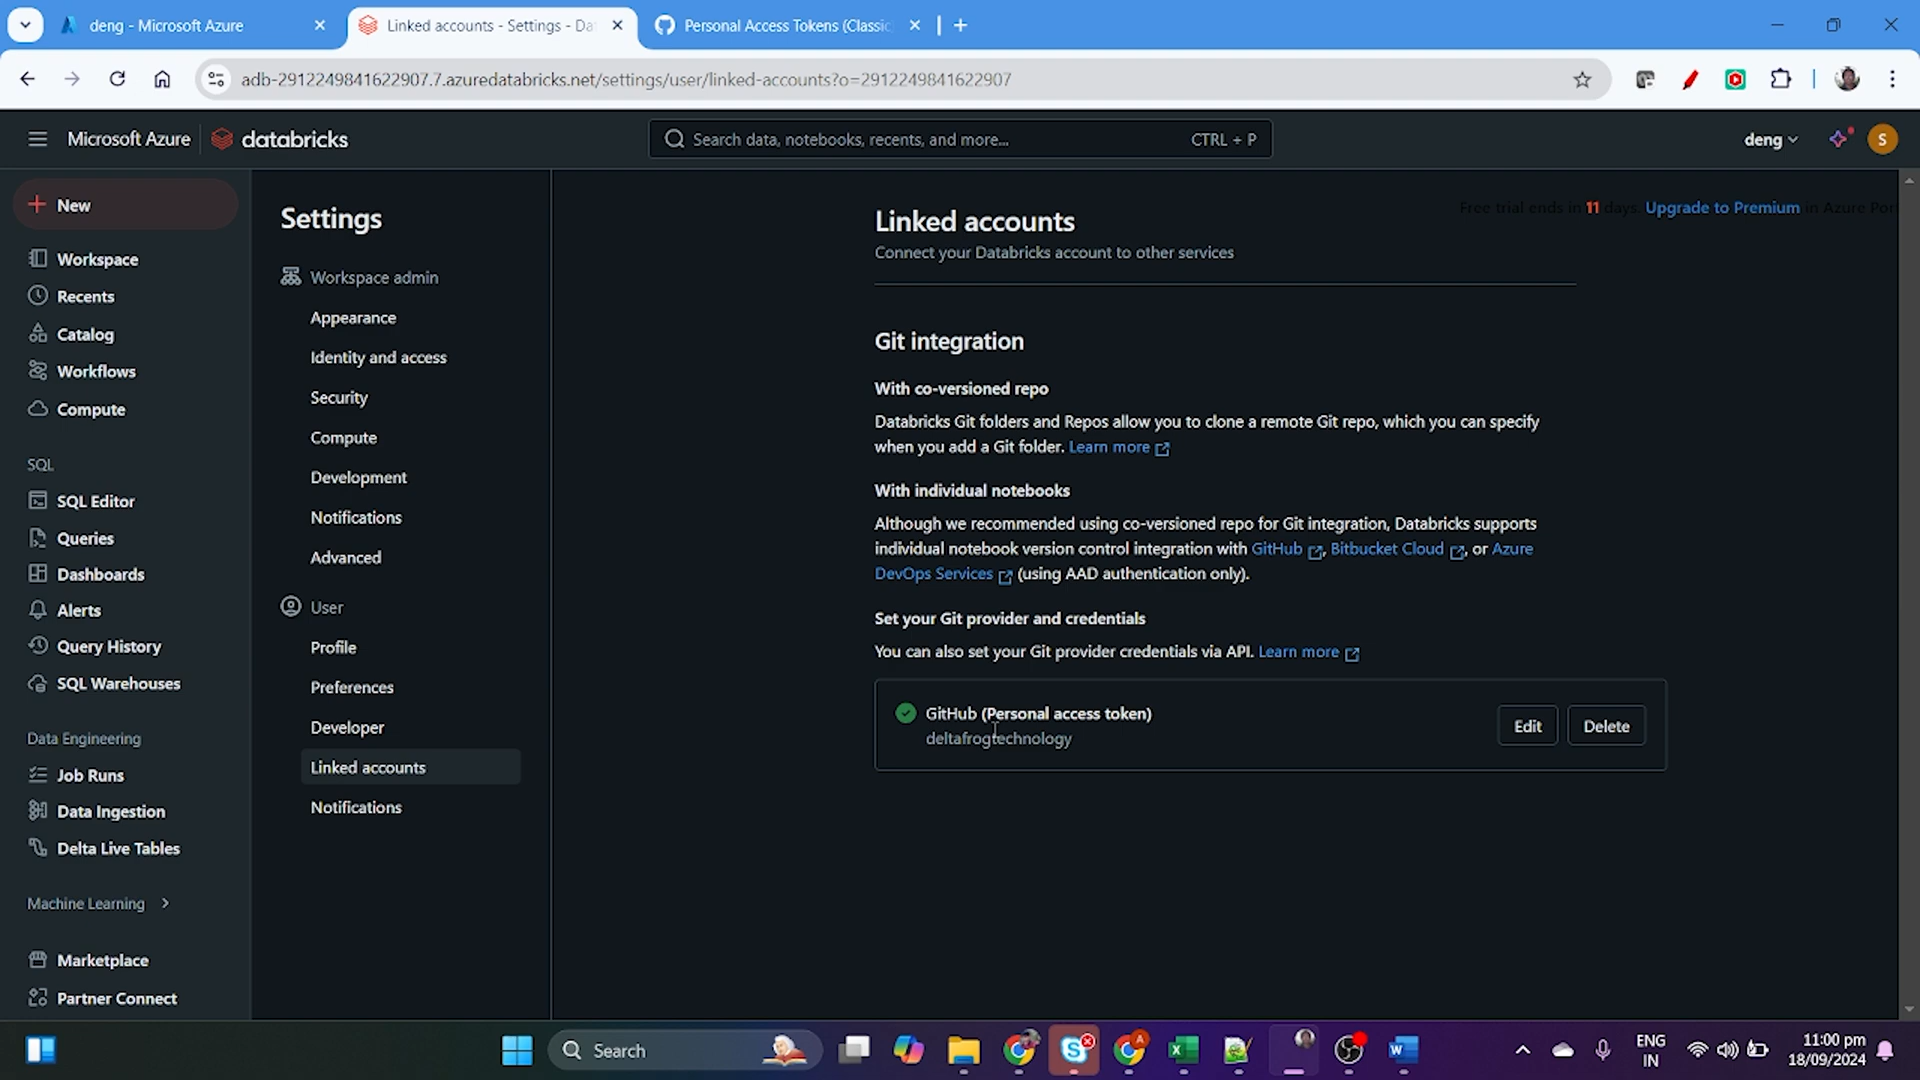 deng - Microsoft Azure
Linked accounts - Settings - Da
Personal Access Tokens (Classic
adb-2912249841622907.7.azuredatabricks.net/settings/user/linked-accounts?o=2912249841622907
Microsoft Azure
databricks
Search data, notebooks, recents, and more...
CTRL + P
deng
S
New
Workspace
Recents
Catalog
Workflows
Compute
SQL
SQL Editor
Queries
Dashboards
Alerts
Query History
SQL Warehouses
Data Engineering
Job Runs
Data Ingestion
Delta Live Tables
Machine Learning
Marketplace
Partner Connect
Settings
Workspace admin
Appearance
Identity and access
Security
Compute
Development
Notifications
Advanced
User
Profile
Preferences
Developer
Linked accounts
Notifications
Free trial ends in 11 days. Upgrade to Premium in Azure Por
Linked accounts
Connect your Databricks account to other services
Git integration
With co-versioned repo
Databricks Git folders and Repos allow you to clone a remote Git repo, which you can specify
when you add a Git folder. Learn more
With individual notebooks
Although we recommended using co-versioned repo for Git integration, Databricks supports
individual notebook version control integration with GitHub, Bitbucket Cloud, or Azure
DevOps Services (using AAD authentication only).
Set your Git provider and credentials
You can also set your Git provider credentials via API. Learn more
GitHub (Personal access token)
deltafrogtechnology
Edit
Delete
Search
ENG
IN
11:00 pm
18/09/2024